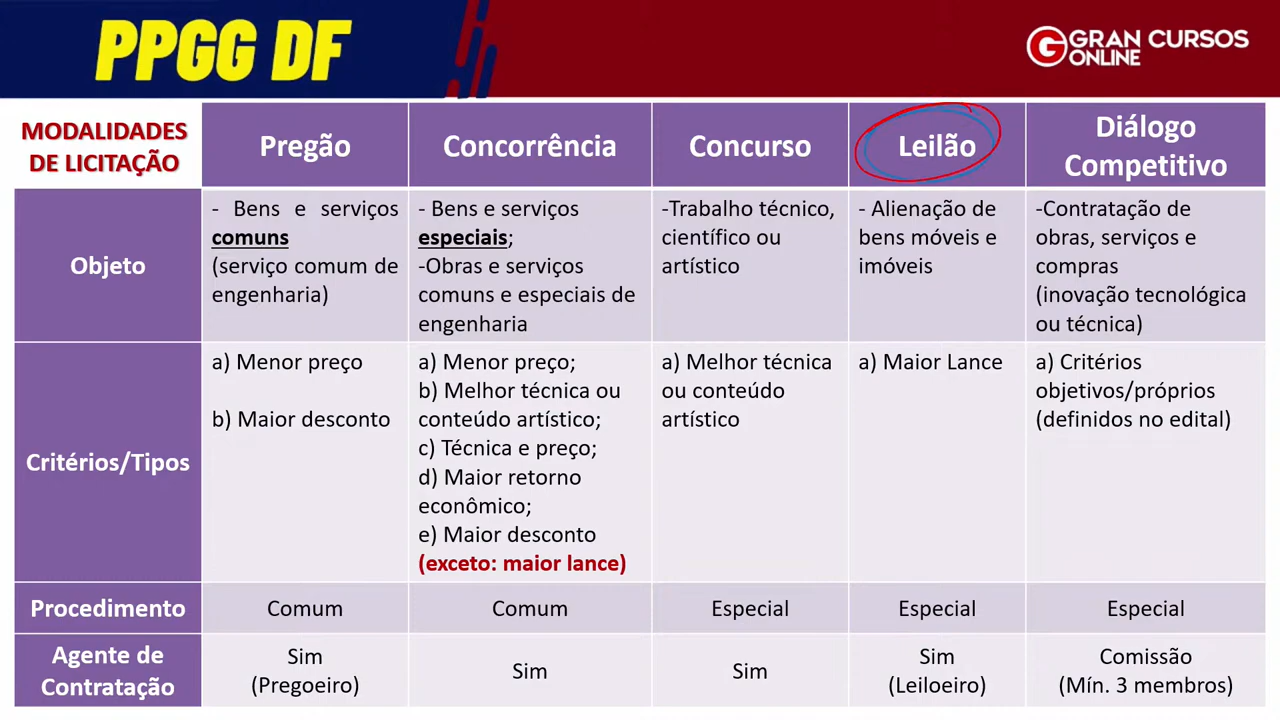 PPGG DF
GRAN CURSOS
ONLINE
MODALIDADES
DE LICITAÇÃO
Pregão
Concorrência
Concurso
Leilão
Diálogo
Competitivo
Objeto
- Bens e serviços
comuns
(serviço comum de
engenharia)
- Bens e serviços
especiais;
-Obras e serviços
comuns e especiais de
engenharia
-Trabalho técnico,
científico ou
artístico
- Alienação de
bens móveis e
imóveis
-Contratação de
obras, serviços e
compras
(inovação tecnológica
ou técnica)
Critérios/Tipos
a) Menor preço
b) Maior desconto
a) Menor preço;
b) Melhor técnica ou
conteúdo artístico;
c) Técnica e preço;
d) Maior retorno
econômico;
e) Maior desconto
(exceto: maior lance)
a) Melhor técnica
ou conteúdo
artístico
a) Maior Lance
a) Critérios
objetivos/próprios
(definidos no edital)
Procedimento
Comum
Comum
Especial
Especial
Especial
Agente de
Contratação
Sim
(Pregoeiro)
Sim
Sim
Sim
(Leiloeiro)
Comissão
(Mín. 3 membros)